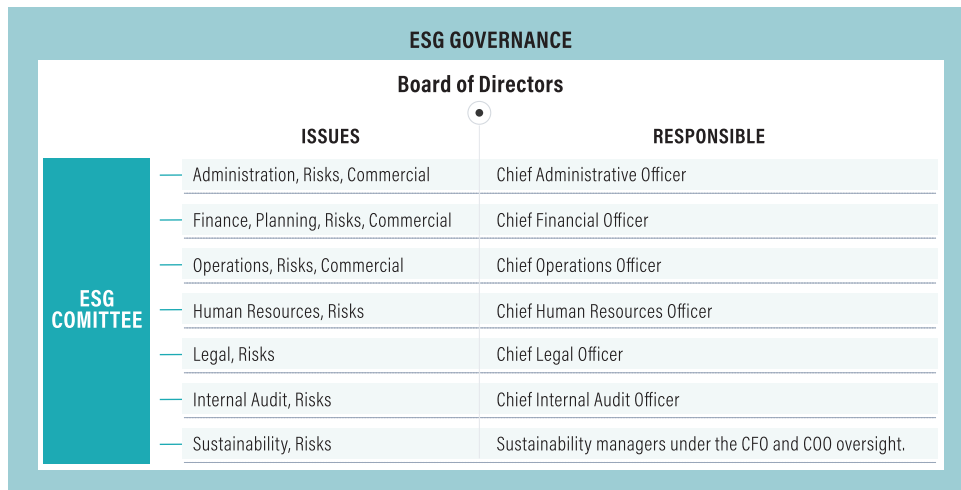 ESG GOVERNANCE
Board of Directors
ISSUES
RESPONSIBLE
ESG
COMITTEE
Administration, Risks, Commercial
Chief Administrative Officer
Finance, Planning, Risks, Commercial
Chief Financial Officer
Operations, Risks, Commercial
Chief Operations Officer
Human Resources, Risks
Chief Human Resources Officer
Legal, Risks
Chief Legal Officer
Internal Audit, Risks
Chief Internal Audit Officer
Sustainability, Risks
Sustainability managers under the CFO and COO oversight.